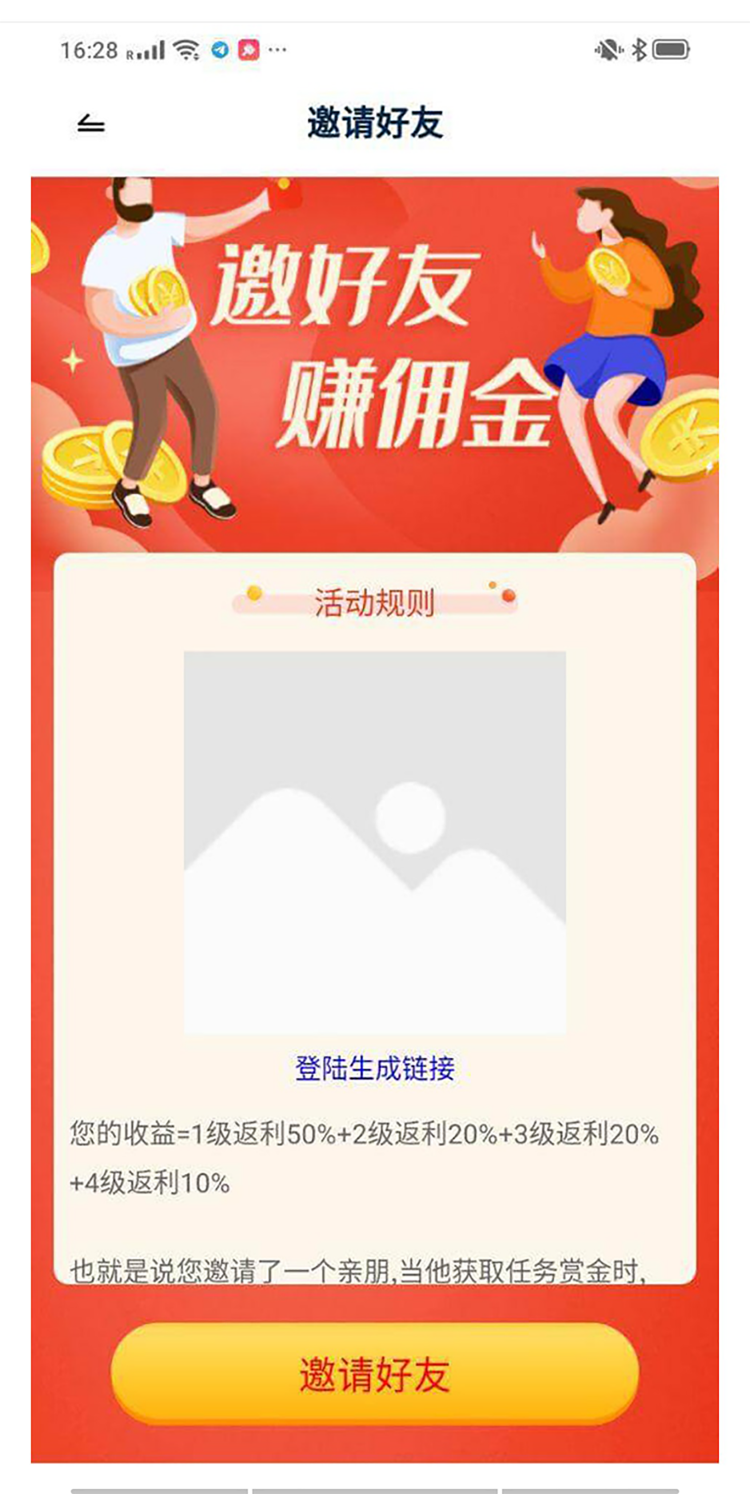 16:28
邀请好友
邀好友
赚佣金
活动规则
登陆生成链接
您的收益=1级返利50%+2级返利20%+3级返利20%
+4级返利10%
也就是说您邀请了一个亲朋,当他获取任务赏金时,
邀请好友